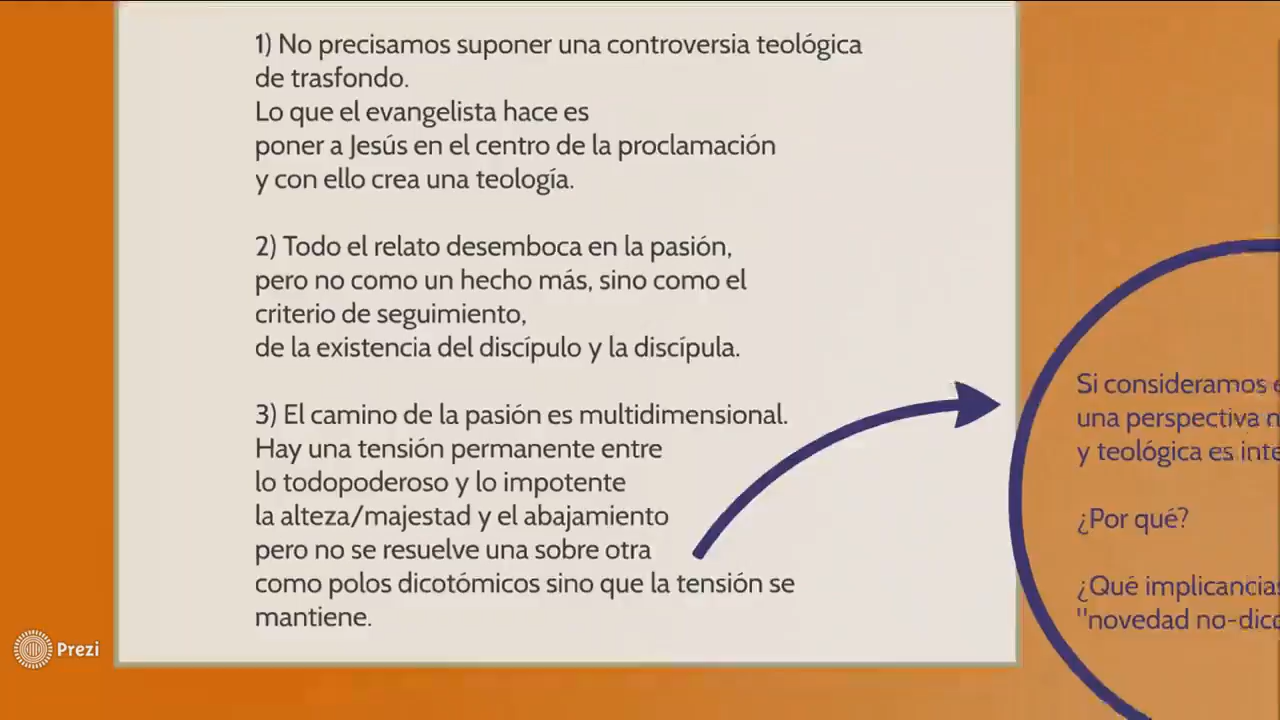 1) No precisamos suponer una controversia teológica
de trasfondo.
Lo que el evangelista hace es
poner a Jesús en el centro de la proclamación
y con ello crea una teología.
2) Todo el relato desemboca en la pasión,
pero no como un hecho más, sino como el
criterio de seguimiento,
de la existencia del discípulo y la discípula.
3) El camino de la pasión es multidimensional.
Hay una tensión permanente entre
lo todopoderoso y lo impotente
la alteza/majestad y el abajamiento
pero no se resuelve una sobre otra
como polos dicotómicos sino que la tensión se
mantiene.
Si consideramos
una perspectiva
y teológica es
¿Por qué?
¿Qué implicancias
"novedad
Prezi